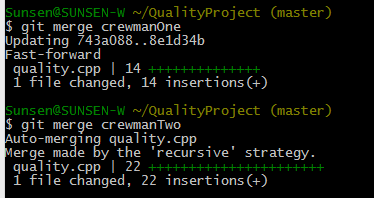 Sunsen@SUNSEN-W ~/QualityProject (master)
$ git merge crewmanOne
Updating 743a088..8e1d34b
Fast-forward
 quality.cpp | 14 ++++++++++++++
 1 file changed, 14 insertions(+)

Sunsen@SUNSEN-W ~/QualityProject (master)
$ git merge crewmanTwo
Auto-merging quality.cpp
Merge made by the 'recursive' strategy.
 quality.cpp | 22 ++++++++++++++++++++++
 1 file changed, 22 insertions(+)